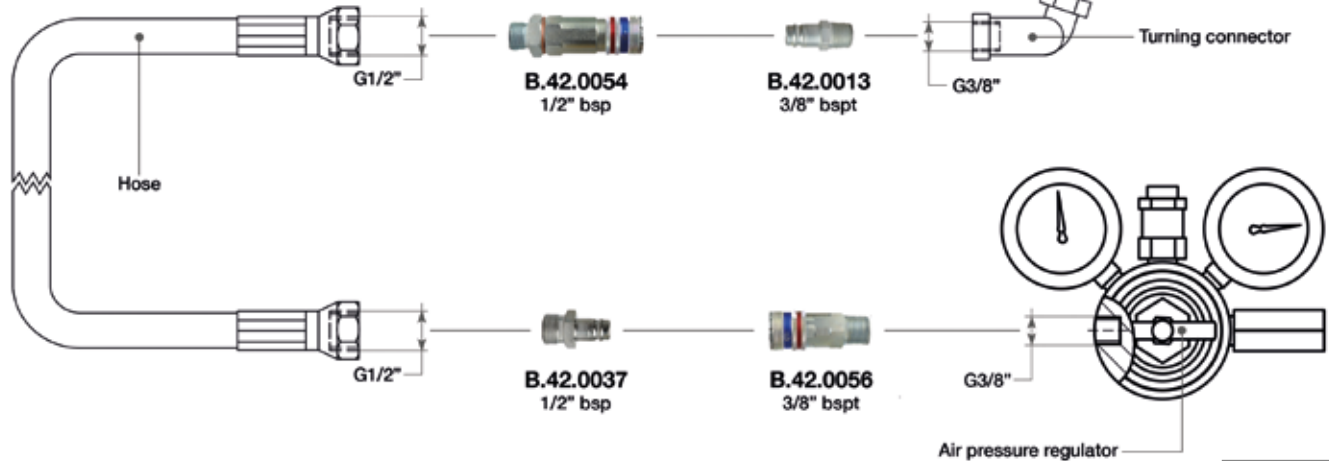 Turning connector
G1/2"
B.42.0054
1/2" bsp
B.42.0013
3/8" bspt
G3/8"
Hose
G1/2"
B.42.0037
1/2" bsp
B.42.0056
3/8" bspt
G3/8"
Air pressure regulator